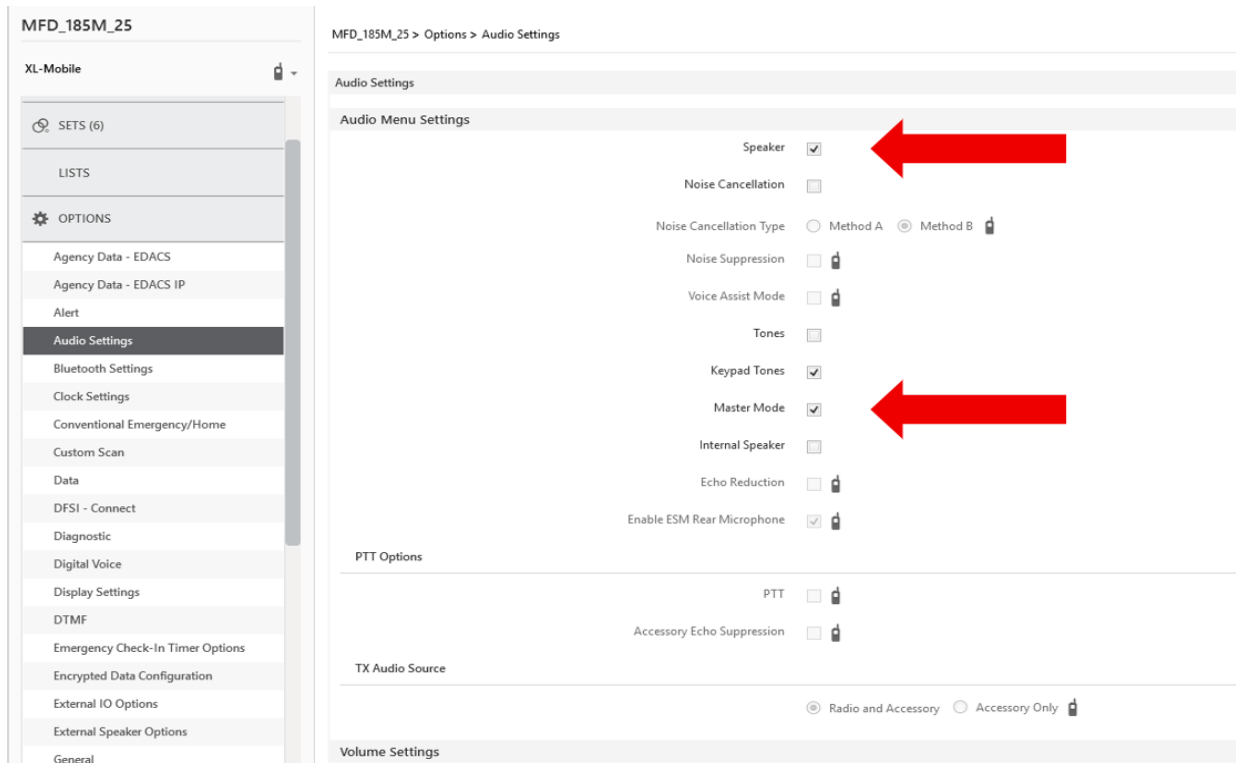 MFD_185M_25
XL-Mobile
SETS (6)
LISTS
OPTIONS
Agency Data - EDACS
Agency Data - EDACS IP
Alert
Audio Settings
Bluetooth Settings
Clock Settings
Conventional Emergency/Home
Custom Scan
Data
DFSI - Connect
Diagnostic
Digital Voice
Display Settings
DTMF
Emergency Check-In Timer Options
Encrypted Data Configuration
External IO Options
External Speaker Options
General
MFD_185M_25 > Options > Audio Settings
Audio Settings
Audio Menu Settings
Speaker
Noise Cancellation
Noise Cancellation Type Method A Method B
Noise Suppression
Voice Assist Mode
Tones
Keypad Tones
Master Mode
Internal Speaker
Echo Reduction
Enable ESM Rear Microphone
PTT Options
PTT
Accessory Echo Suppression
TX Audio Source
Radio and Accessory Accessory Only
Volume Settings